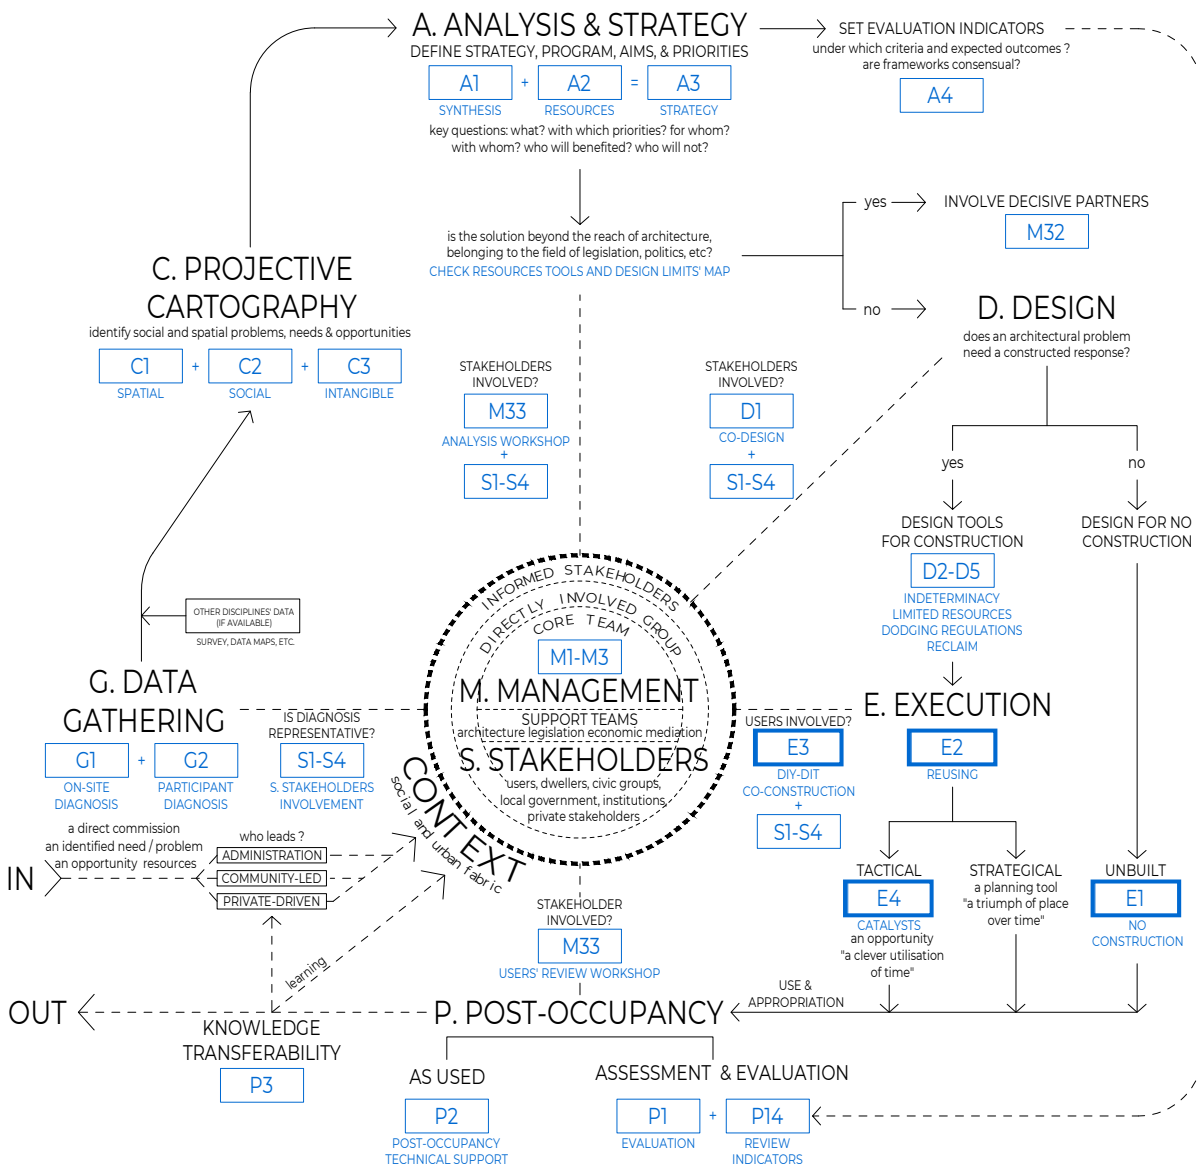 A. ANALYSIS & STRATEGY
DEFINE STRATEGY, PROGRAM, AIMS, & PRIORITIES
A1 + A2 = A3
SYNTHESIS RESOURCES STRATEGY
key questions: what? with which priorities? for whom?
with whom? who will benefited? who will not?
SET EVALUATION INDICATORS
under which criteria and expected outcomes ?
are frameworks consensual?
A4
is the solution beyond the reach of architecture,
belonging to the field of legislation, politics, etc?
CHECK RESOURCES TOOLS AND DESIGN LIMITS' MAP
yes
INVOLVE DECISIVE PARTNERS
M32
no
C. PROJECTIVE
CARTOGRAPHY
identify social and spatial problems, needs & opportunities
C1 + C2 + C3
SPATIAL SOCIAL INTANGIBLE
D. DESIGN
does an architectural problem
need a constructed response?
STAKEHOLDERS
INVOLVED?
M33
ANALYSIS WORKSHOP
+
S1-S4
STAKEHOLDERS
INVOLVED?
D1
CO-DESIGN
+
S1-S4
yes
no
DESIGN TOOLS
FOR CONSTRUCTION
D2-D5
INDETERMINACY
LIMITED RESOURCES
DODGING REGULATIONS
RECLAIM
DESIGN FOR NO
CONSTRUCTION
OTHER DISCIPLINES' DATA
(IF AVAILABLE)
SURVEY, DATA MAPS, ETC.
INFORMED STAKEHOLDERS
DIRECTLY INVOLVED GROUP
CORE TEAM
M1-M3
M. MANAGEMENT
SUPPORT TEAMS
architecture legislation economic mediation
S. STAKEHOLDERS
users, dwellers, civic groups,
local government, institutions,
private stakeholders
CONTEXT
social and urban fabric
G. DATA
GATHERING
G1 + G2
ON-SITE
DIAGNOSIS
PARTICIPANT
DIAGNOSIS
IS DIAGNOSIS
REPRESENTATIVE?
S1-S4
S. STAKEHOLDERS
INVOLVEMENT
E. EXECUTION
USERS INVOLVED?
E3
DIY-DIT
CO-CONSTRUCTiON
+
S1-S4
E2
REUSING
a direct commission
an identified need / problem
an opportunity resources
IN
who leads ?
ADMINISTRATION
COMMUNITY-LED
PRIVATE-DRIVEN
learning
TACTICAL
E4
CATALYSTS
an opportunity
"a clever utilisation
of time"
STRATEGICAL
a planning tool
"a triumph of place
over time"
UNBUILT
E1
NO
CONSTRUCTION
STAKEHOLDER
INVOLVED?
M33
USERS' REVIEW WORKSHOP
USE &
APPROPRIATION
OUT
P. POST-OCCUPANCY
KNOWLEDGE
TRANSFERABILITY
P3
AS USED
P2
POST-OCCUPANCY
TECHNICAL SUPPORT
ASSESSMENT & EVALUATION
P1 + P14
EVALUATION
REVIEW
INDICATORS